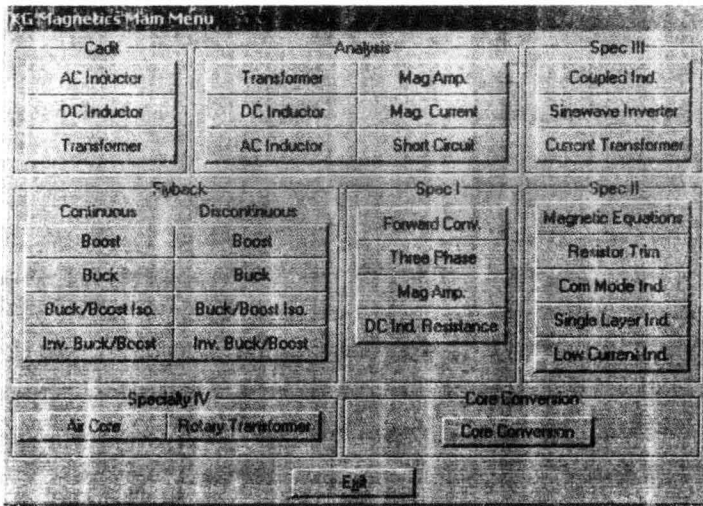 KG Magnetics Main Menu
Cadit
AC Inductor
DC Inductor
Transformer
Analysis
Transformer
Mag Amp.
DC Inductor
Mag. Current
AC Inductor
Short Circuit
Spec III
Coupled Ind.
Sinewave Inverter
Current Transformer
Flyback
Continuous
Discontinuous
Boost
Boost
Buck
Buck
Buck/Boost Iso.
Buck/Boost Iso.
Inv. Buck/Boost
Inv. Buck/Boost
Spec I
Forward Conv.
Three Phase
Mag Amp.
DC Ind. Resistance
Spec II
Magnetic Equations
Resistor Trim
Com Mode Ind.
Single Layer Ind.
Low Current Ind.
Specialty IV
Air Core
Rotary Transformer
Core Conversion
Core Conversion
Exit